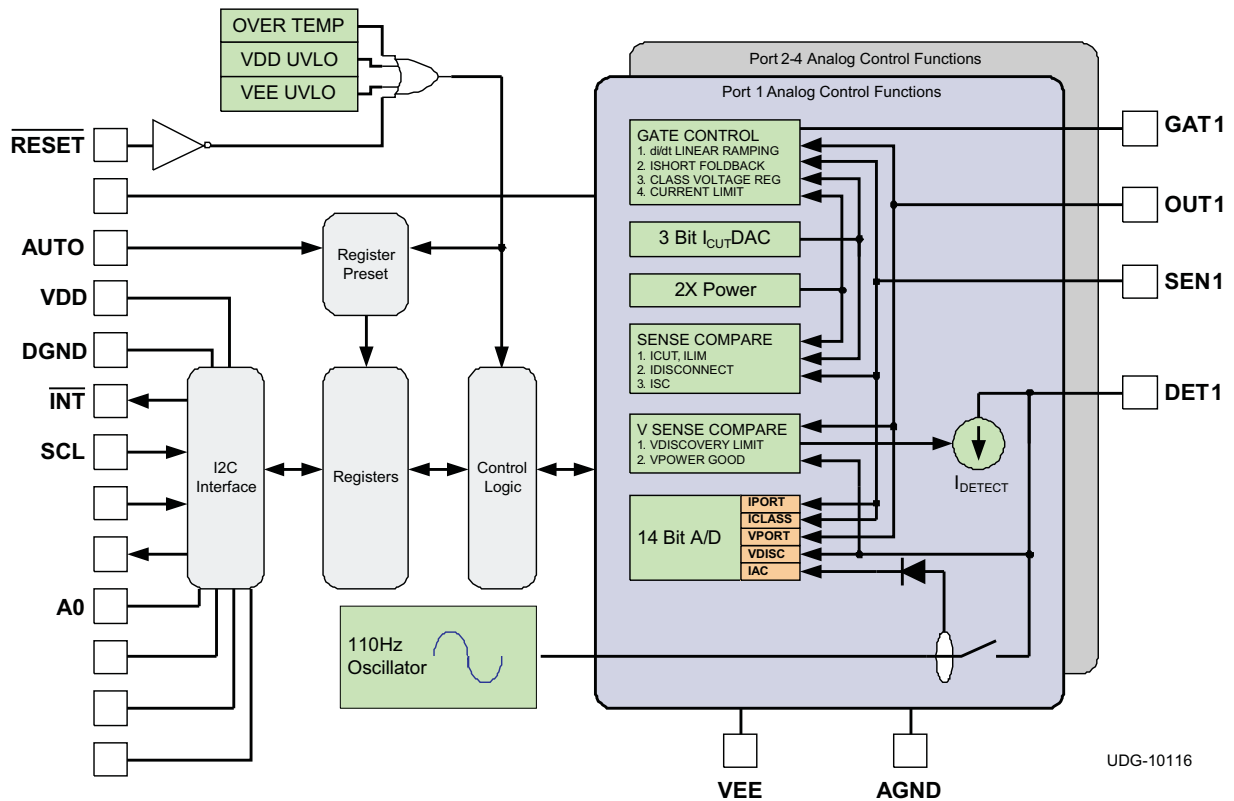 OVER TEMP
VDD UVLO
VEE UVLO
RESET
AUTO
VDD
DGND
INT
SCL
A0
Register
Preset
I2C
Interface
Registers
Control
Logic
110Hz
Oscillator
Port 2-4 Analog Control Functions
Port 1 Analog Control Functions
GATE CONTROL
1. di/dt LINEAR RAMPING
2. ISHORT FOLDBACK
3. CLASS VOLTAGE REG
4. CURRENT LIMIT
3 Bit ICUTDAC
2X Power
SENSE COMPARE
1. ICUT, ILIM
2. IDISCONNECT
3. ISC
V SENSE COMPARE
1. VDISCOVERY LIMIT
2. VPOWER GOOD
14 Bit A/D
IPORT
ICLASS
VPORT
VDISC
IAC
IDETECT
GAT1
OUT1
SEN1
DET1
VEE
AGND
UDG-10116